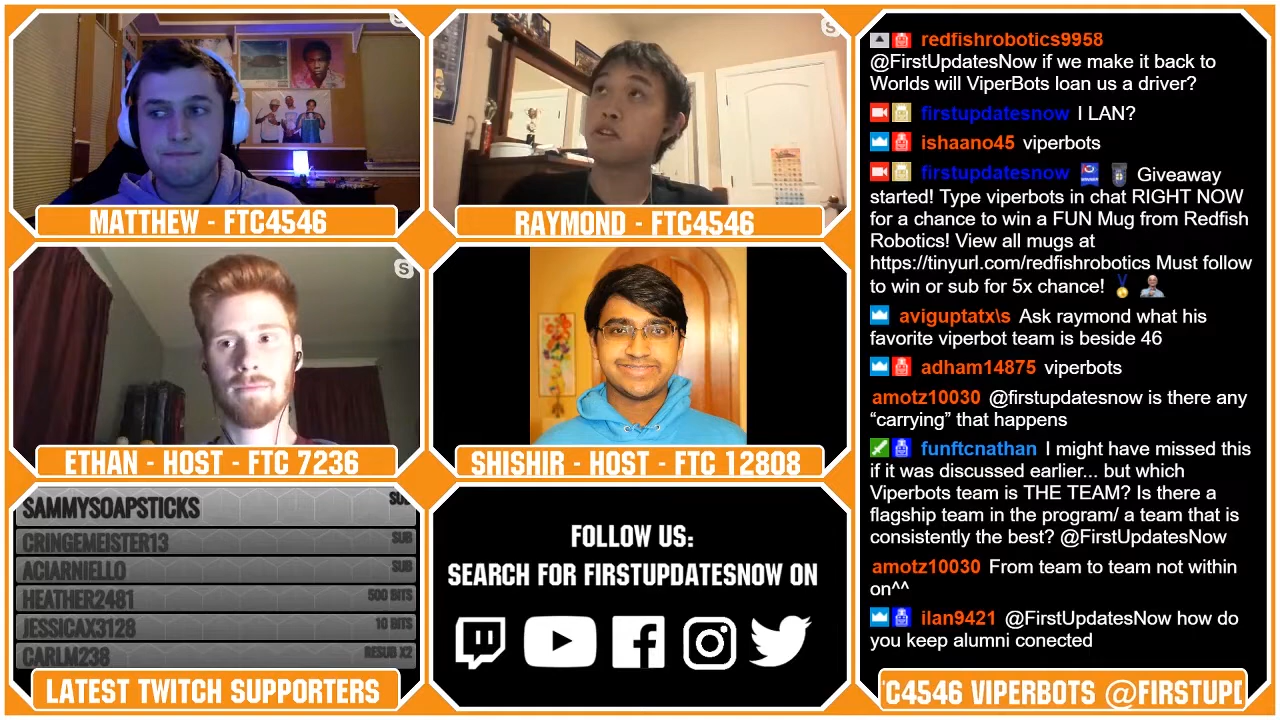 MATTHEW - FTC4546
RAYMOND - FTC4546
ETHAN - HOST - FTC 7236
SHISHIR - HOST - FTC 12808
SAMMYSOAPSTICKS SUB
CRINGEMEISTER13 SUB
ACIARNIELLO SUB
HEATHER2481 500 BITS
JESSICAX3128 10 BITS
CARLM238 RESUB X2
LATEST TWITCH SUPPORTERS
FOLLOW US:
SEARCH FOR FIRSTUPDATESNOW ON
redfishrobotics9958
@FirstUpdatesNow if we make it back to
Worlds will ViperBots loan us a driver?
firstupdatesnow I LAN?
ishaano45 viperbots
firstupdatesnow Giveaway
started! Type viperbots in chat RIGHT NOW
for a chance to win a FUN Mug from Redfish
Robotics! View all mugs at
https://tinyurl.com/redfishrobotics Must follow
to win or sub for 5x chance!
aviguptatx\s Ask raymond what his
favorite viperbot team is beside 46
adham14875 viperbots
amotz10030 @firstupdatesnow is there any
“carrying” that happens
funftcnathan I might have missed this
if it was discussed earlier... but which
Viperbots team is THE TEAM? Is there a
flagship team in the program/ a team that is
consistently the best? @FirstUpdatesNow
amotz10030 From team to team not within
on^^
ilan9421 @FirstUpdatesNow how do
you keep alumni conected
C4546 VIPERBOTS @FIRSTUPD